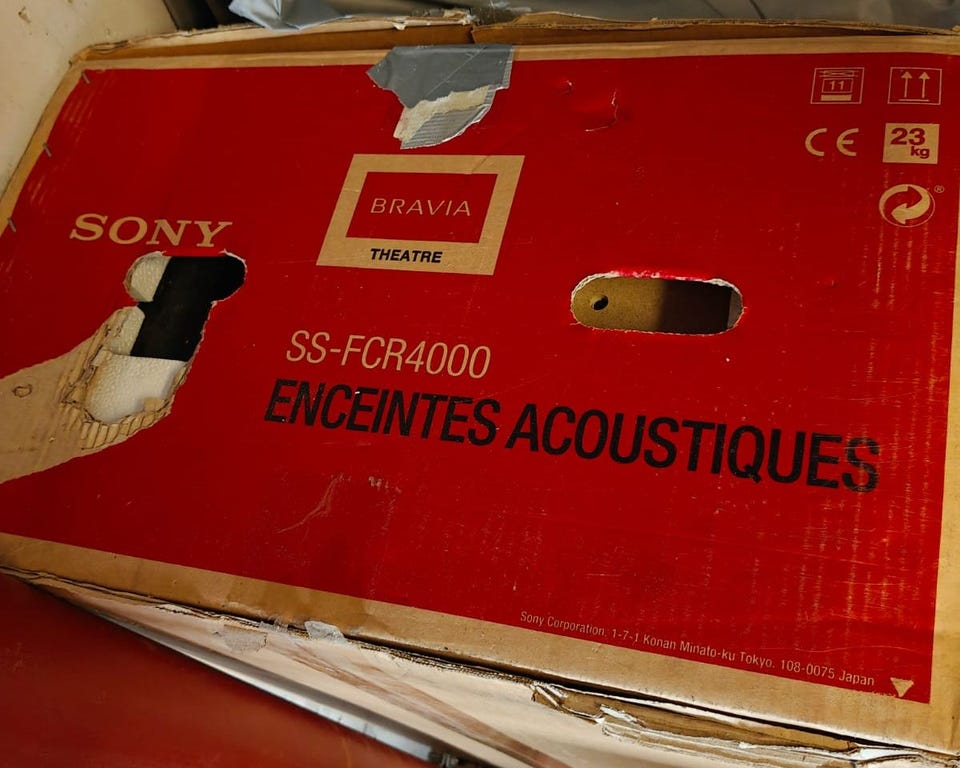 11
CE
23
kg
®
BRAVIA
THEATRE
SONY
SS-FCR4000
ENCEINTES ACOUSTIQUES
Sony Corporation. 1-7-1 Konan Minato-ku Tokyo. 108-0075 Japan